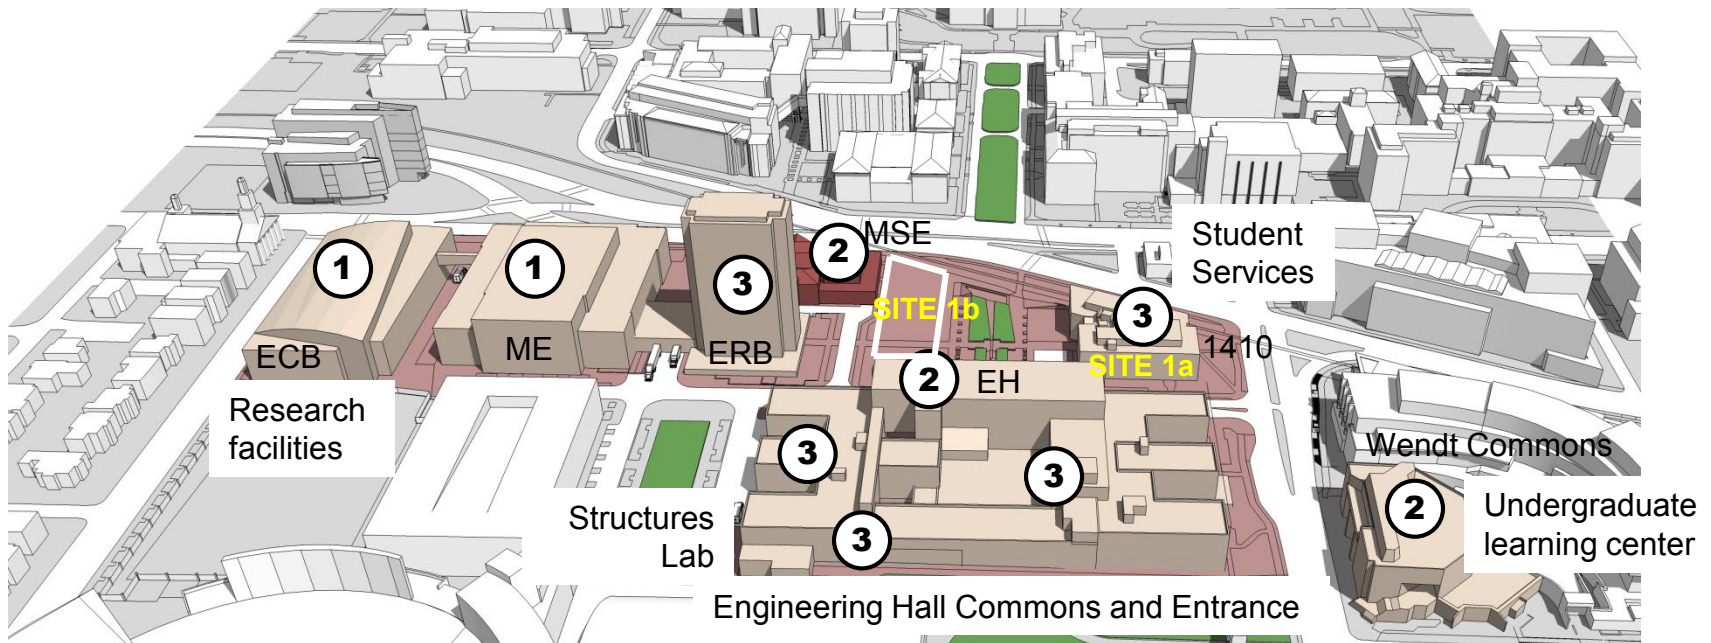 1
1
3
2
MSE
Student
Services
SITE 1b
3
ECB
ME
ERB
1410
SITE 1a
2
EH
Research
facilities
3
3
Wendt Commons
2
Undergraduate
learning center
Structures
Lab
3
Engineering Hall Commons and Entrance